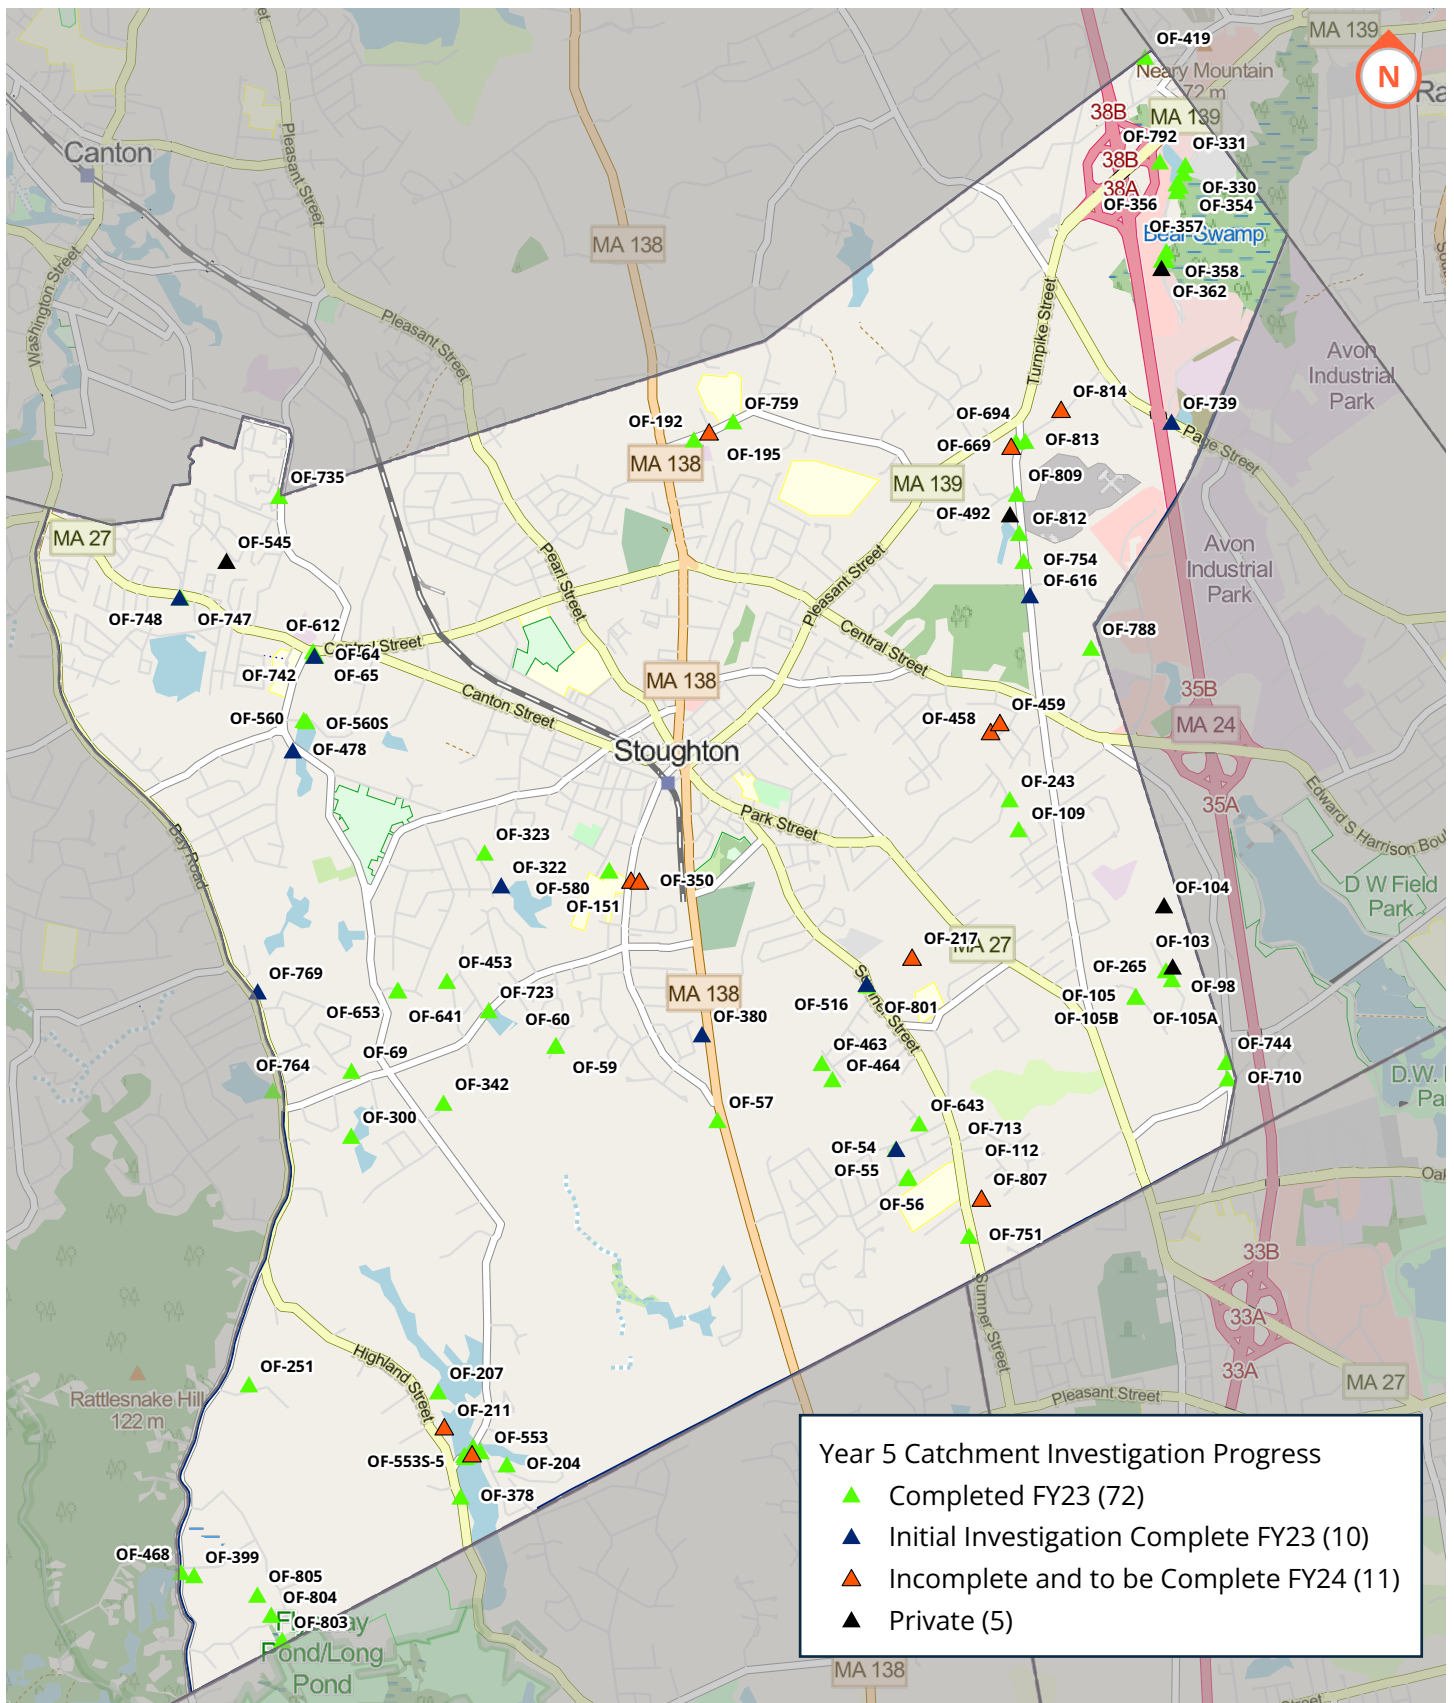 OF-419
MA 139
N
Neary Mountain
72 m
Ra
38B
MA 139
OF-792
OF-331
38B
38A
OF-330
OF-356
OF-354
OF-357
Bear Swamp
OF-358
OF-362
Canton
Pleasant Street
MA 138
Washington Street
Pleasant Street
Turnpike Street
Avon
Industrial
Park
OF-814
OF-739
Page Street
OF-759
OF-192
OF-694
OF-195
OF-669
OF-813
MA 138
MA 139
OF-809
OF-735
OF-492
OF-812
MA 27
OF-545
OF-754
OF-616
Avon
Industrial
Park
Pearl Street
Pleasant Street
OF-748
OF-747
OF-612
Central Street
OF-64
OF-742
OF-65
Central Street
OF-788
MA 138
35B
Canton Street
OF-560
OF-560S
OF-458
OF-459
MA 24
OF-478
Stoughton
35A
Edward S Harrison Boul
OF-243
OF-109
Park Street
Bay Road
OF-323
OF-322
OF-580
OF-350
OF-151
OF-104
D W Field
Park
OF-217
MA 27
OF-103
OF-769
OF-453
OF-265
OF-98
OF-723
MA 138
OF-105
OF-653
OF-641
OF-60
OF-380
OF-516
OF-801
OF-105B
OF-105A
Sumner Street
OF-69
OF-463
OF-764
OF-59
OF-464
OF-744
OF-710
D.W.
Pa
OF-342
OF-57
OF-300
OF-643
OF-713
OF-54
OF-112
OF-55
OF-807
OF-56
Oak
OF-751
33B
Sumner Street
33A
33A
Highland Street
OF-251
OF-207
Rattlesnake Hill
122 m
OF-211
Pleasant Street
MA 27
OF-553
OF-553S-5
OF-204
OF-378
Year 5 Catchment Investigation Progress
Completed FY23 (72)
Initial Investigation Complete FY23 (10)
Incomplete and to be Complete FY24 (11)
Private (5)
OF-468
OF-399
OF-805
OF-804
OF-803
Pond/Long
Pond
MA 138